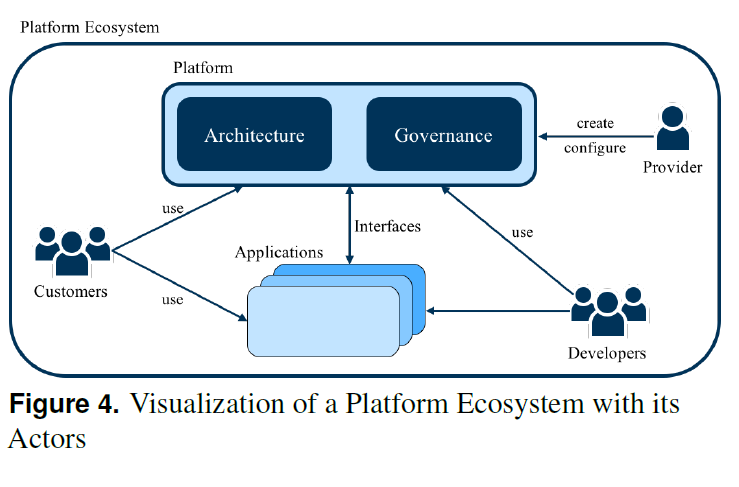 Platform Ecosystem
Platform
Architecture
Governance
create
configure
Provider
use
Interfaces
use
Applications
Customers
use
Developers
Figure 4. Visualization of a Platform Ecosystem with its
Actors